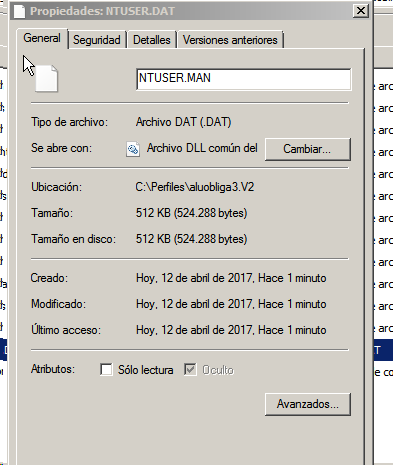 Propiedades: NTUSER.DAT
General Seguridad Detalles Versiones anteriores
NTUSER.MAN
Tipo de archivo: Archivo DAT (.DAT)
Se abre con: Archivo DLL común del Cambiar...
Ubicación: C:\Perfiles\aluobliga3.V2
Tamaño: 512 KB (524.288 bytes)
Tamaño en disco: 512 KB (524.288 bytes)
Creado: Hoy, 12 de abril de 2017, Hace 1 minuto
Modificado: Hoy, 12 de abril de 2017, Hace 1 minuto
Último acceso: Hoy, 12 de abril de 2017, Hace 1 minuto
Atributos: Sólo lectura Oculto
Avanzados...